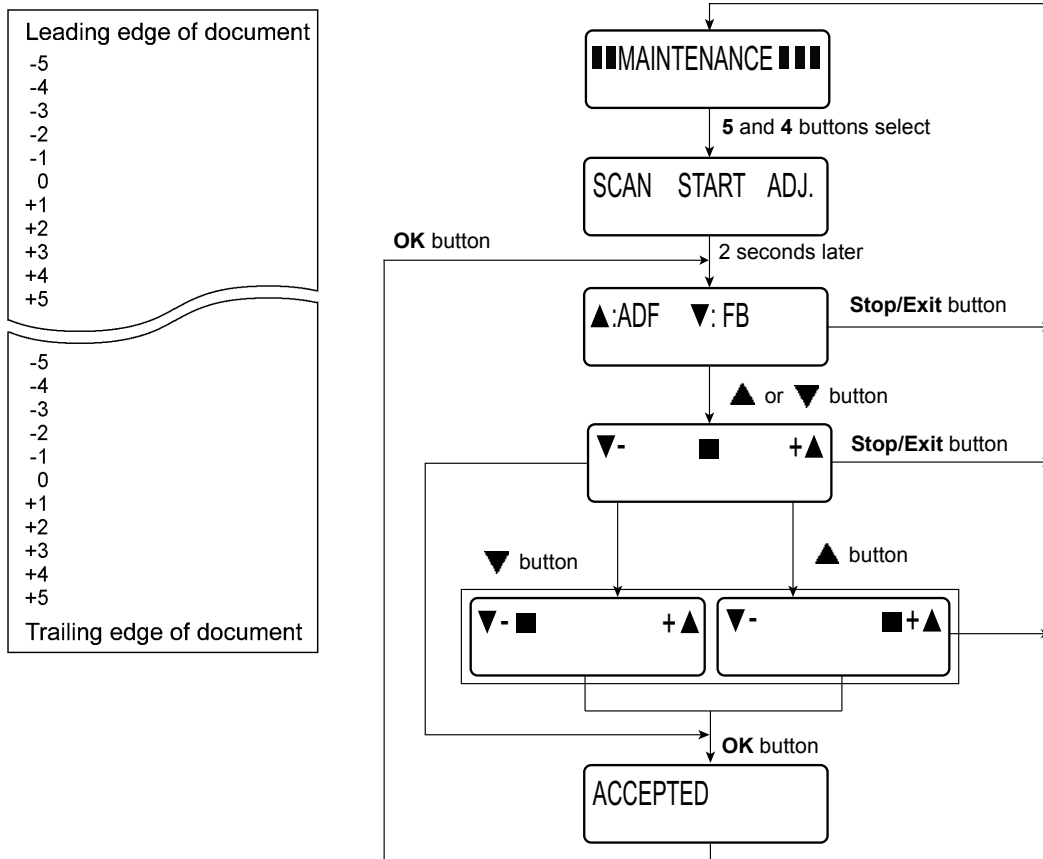 Leading edge of document
-5
-4
-3
-2
-1
0
+1
+2
+3
+4
+5
-5
-4
-3
-2
-1
0
+1
+2
+3
+4
+5
Trailing edge of document
▮▮MAINTENANCE▮▮▮
5 and 4 buttons select
SCAN START ADJ.
OK button
2 seconds later
▲:ADF ▼: FB
Stop/Exit button
▲ or ▼ button
▼- ■ +▲
Stop/Exit button
▼ button
▲ button
▼-■ +▲
▼- ■+▲
OK button
ACCEPTED